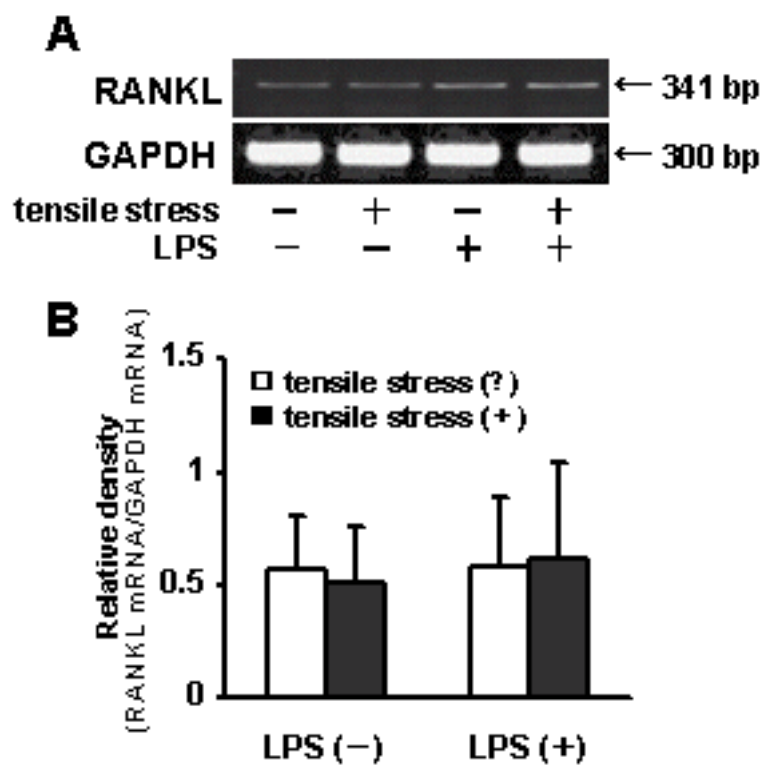 A
RANKL ← 341 bp
GAPDH ← 300 bp
tensile stress − + − +
LPS − − + +
B
Relative density
(RANKL mRNA/GAPDH mRNA)
1.5
1
0.5
0
tensile stress (?)
tensile stress (+)
LPS (−) LPS (+)